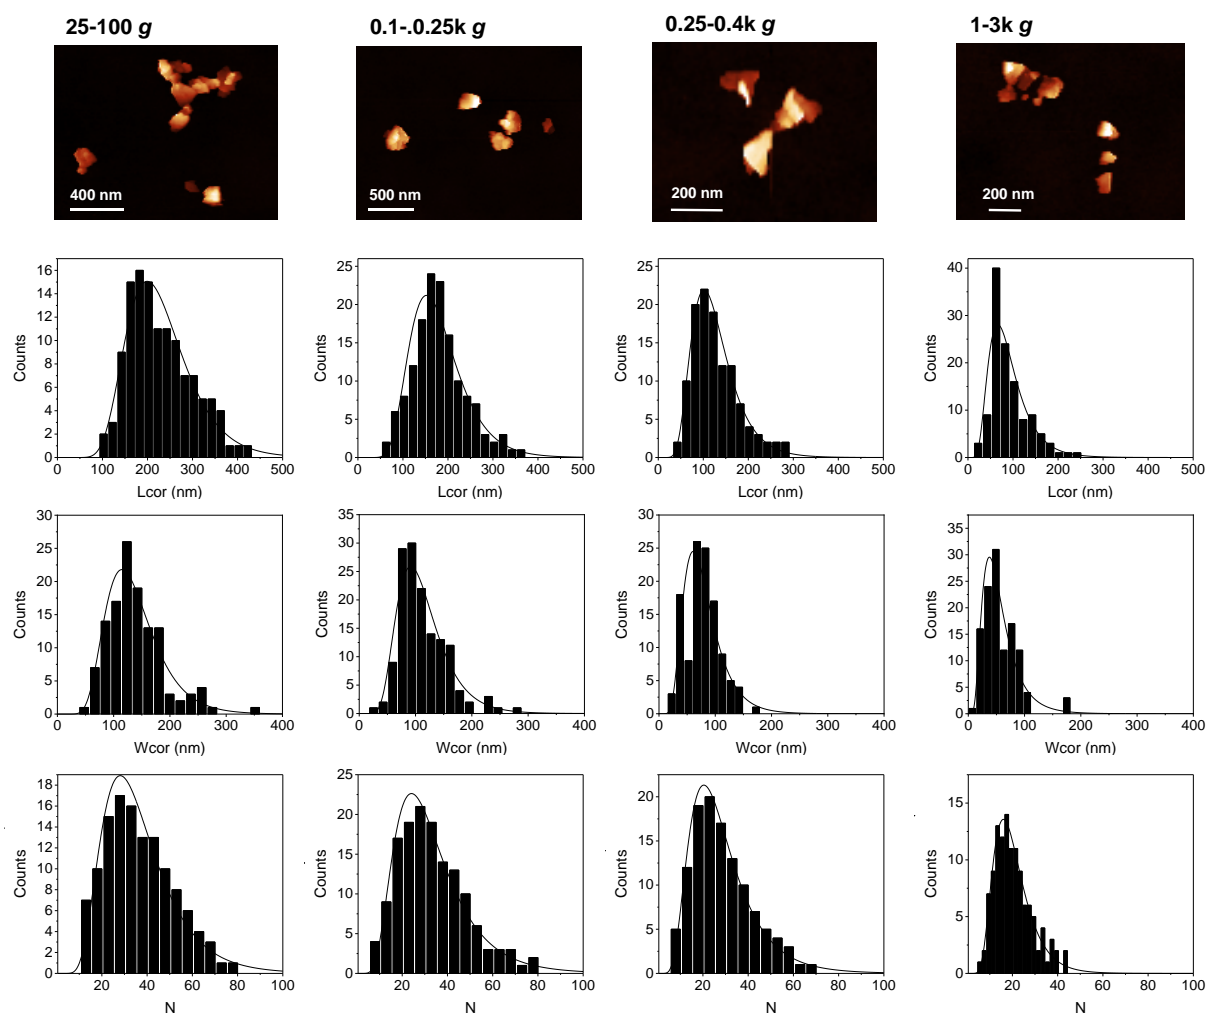 25-100 g
0.1-.0.25k g
0.25-0.4k g
1-3k g
400 nm
500 nm
200 nm
200 nm
16
14
12
10
8
6
4
2
0
Counts
0 100 200 300 400 500
Lcor (nm)
25
20
15
10
5
0
Counts
0 100 200 300 400 500
Lcor (nm)
25
20
15
10
5
0
Counts
0 100 200 300 400 500
Lcor (nm)
40
30
20
10
0
Counts
0 100 200 300 400 500
Lcor (nm)
30
25
20
15
10
5
0
Counts
0 100 200 300 400
Wcor (nm)
35
30
25
20
15
10
5
0
Counts
0 100 200 300 400
Wcor (nm)
30
25
20
15
10
5
0
Counts
0 100 200 300 400
Wcor (nm)
35
30
25
20
15
10
5
0
Counts
0 100 200 300 400
Wcor (nm)
18
16
14
12
10
8
6
4
2
0
Counts
20 40 60 80 100
N
25
20
15
10
5
0
Counts
20 40 60 80 100
N
20
15
10
5
0
Counts
20 40 60 80 100
N
15
10
5
0
Counts
20 40 60 80 100
N